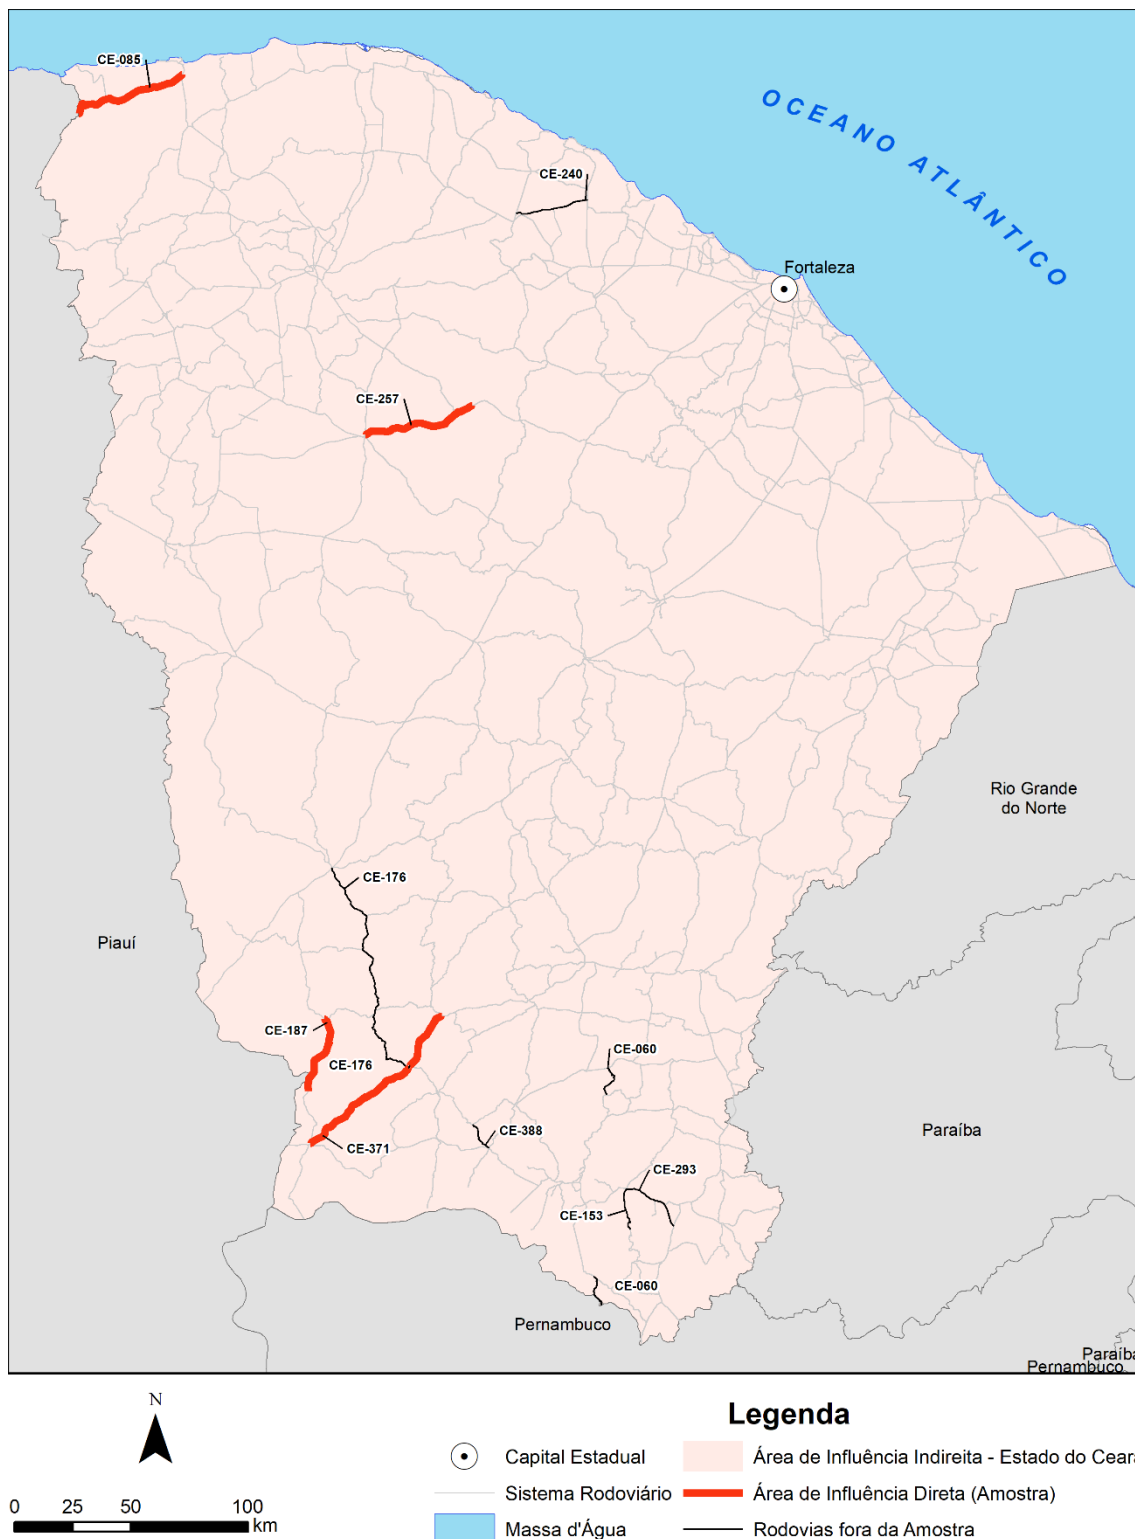 CE-085
OCEANO ATLÂNTICO
CE-240
Fortaleza
CE-257
Rio Grande
do Norte
CE-176
Piauí
CE-187
CE-060
CE-176
CE-388
Paraíba
CE-371
CE-293
CE-153
CE-060
Pernambuco
Paraíba
Pernambuco
N
Legenda
Capital Estadual
Área de Influência Indireita - Estado do Ceará
Sistema Rodoviário
Área de Influência Direta (Amostra)
0 25 50 100
km
Massa d'Água
Rodovias fora da Amostra